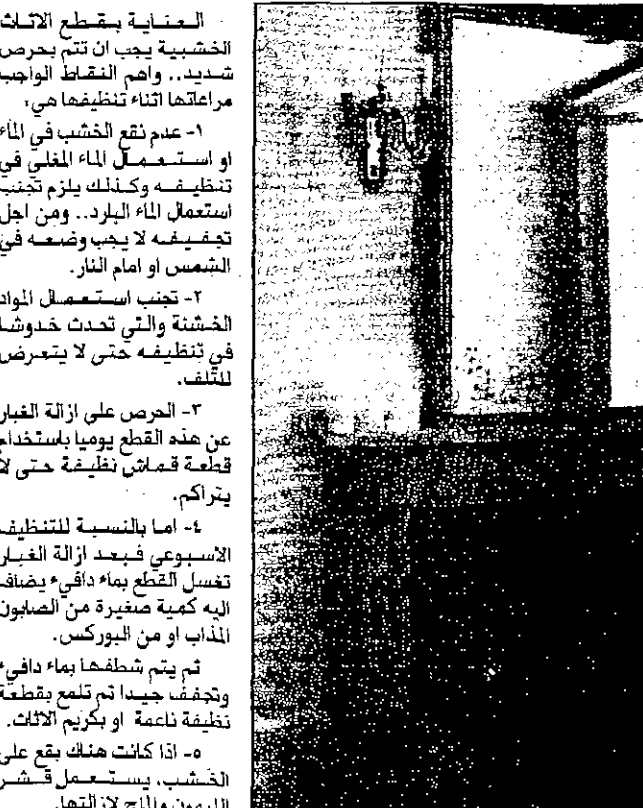 العناية بقطع الاثاث
الخشبية يجب ان تتم بحرص
شديد.. واهم النقاط الواجب
مراعاتها اثناء تنظيفها هي،
١- عدم نقع الخشب في الماء
او استعمال الماء المغلي في
تنظيفه وكذلك يلزم تجنب
استعمال الماء البارد.. ومن اجل
تجفيفه لا يجب وضعه في
الشمس او امام النار.
٢- تجنب استعمال المواد
الخشنة والتي تحدث خدوشا
في تنظيفه حتى لا يتعرض
للتلف.
٣- الحرص على ازالة الغبار
عن هذه القطع يوميا باستخدام
قطعة قماش نظيفة حتى لا
يتراكم.
٤- اما بالنسبة للتنظيف
الاسبوعي فبعد ازالة الغبار
تغسل القطع بماء دافيء يضاف
اليه كمية صغيرة من الصابون
المذاب او من البوركس.
ثم يتم شطفها بماء دافيء
وتجفف جيدا ثم تلمع بقطعة
نظيفة ناعمة او بكريم الاثاث.
٥- اذا كانت هناك بقع على
الخشب، يستعمل قشر
الليمون والملح لازالتها.